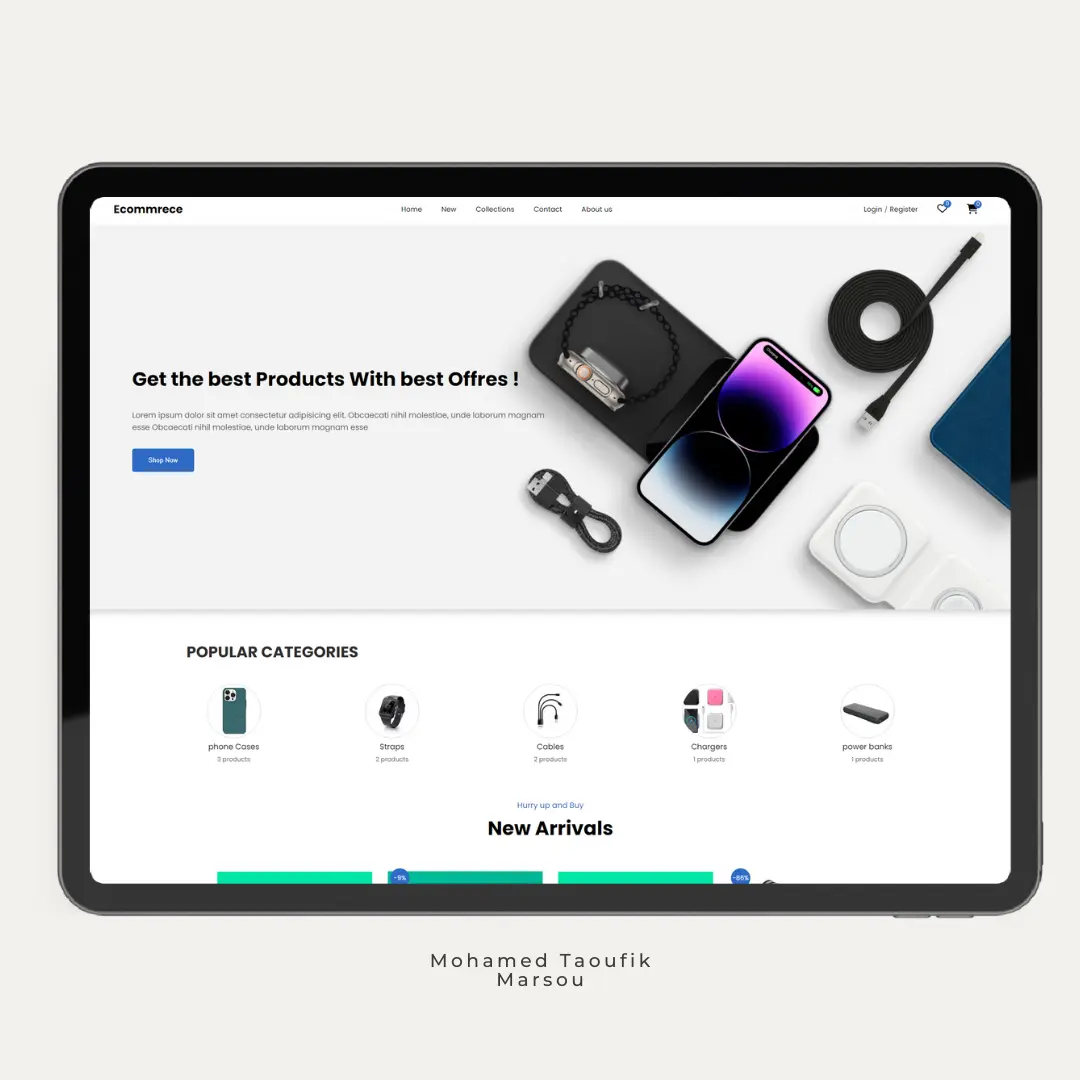 Ecommrece
Home New Collections Contact About us
Login / Register
0
0
Get the best Products With best Offres !
Lorem ipsum dolor sit amet consectetur adipisicing elit. Obcaecati nihil molestiae, unde laborum magnam
esse Obcaecati nihil molestiae, unde laborum magnam esse
Shop Now
POPULAR CATEGORIES
phone Cases Straps Cables Chargers power banks
3 products 2 products 2 products 1 products 1 products
Hurry up and Buy
New Arrivals
-9% -86%
Mohamed Taoufik
Marsou